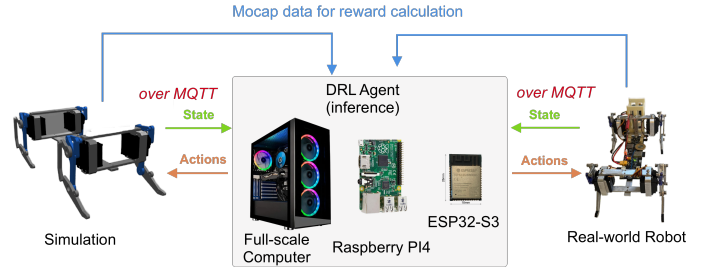 Mocap data for reward calculation
DRL Agent
(inference)
over MQTT
State
Actions
over MQTT
State
Actions
Simulation
Full-scale
Computer
Raspberry PI4
ESP32-S3
Real-world Robot